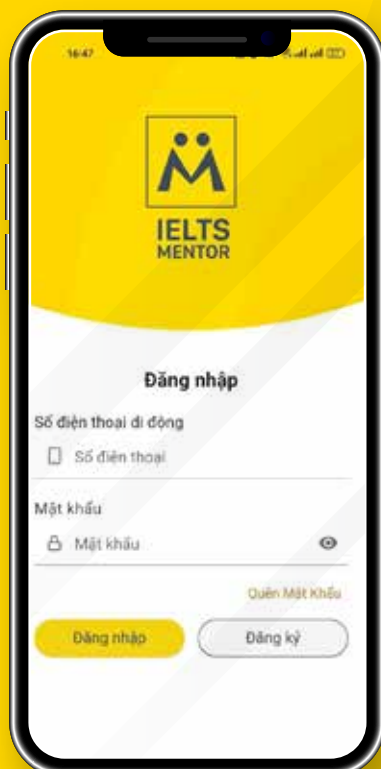 16:47
IELTS
MENTOR
Đăng nhập
Số điện thoại di động
Số điện thoại
Mật khẩu
Mật khẩu
Quên Mật Khẩu
Đăng nhập Đăng ký